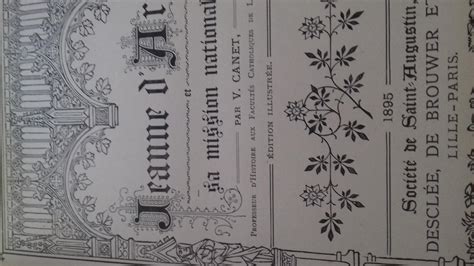 Jeanne d'Ar
et
sa mission national
PAR V. CANET,
PROFESSEUR D'HISTOIRE AUX FACULTÉS CATHOLIQUES DE L
ÉDITION ILLUSTRÉE.
1895
Société de Saint-Augustin,
DESCLÉE, DE BROUWER ET
LILLE-PARIS.